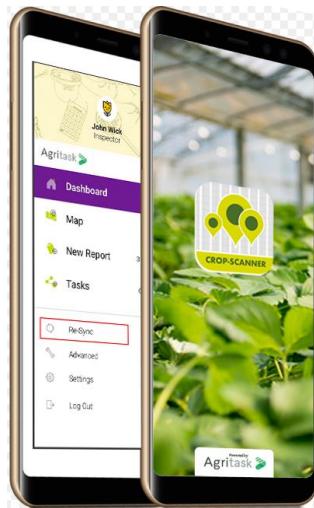 John Wick
Inspector
Agritask
Dashboard
Map
New Report
Tasks
Re-Sync
Advanced
Settings
Log Out
CROP-SCANNER
Powered by
Agritask